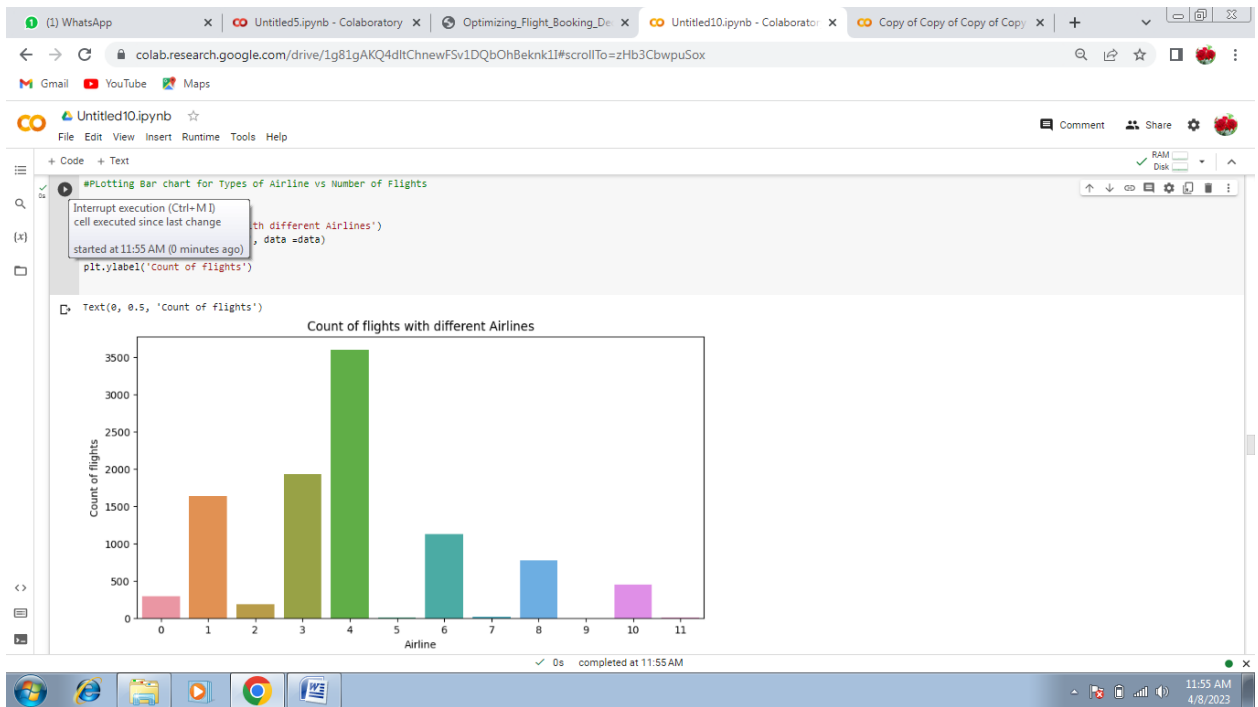 (1) WhatsApp
Untitled5.ipynb - Colaboratory
Optimizing_Flight_Booking_De
Untitled10.ipynb - Colaborator
Copy of Copy of Copy of Copy
colab.research.google.com/drive/1g81gAKQ4dItChnewFSv1DQbOhBeknk1I#scrollTo=zHb3CbwpuSox
Gmail YouTube Maps
Untitled10.ipynb
Comment Share
File Edit View Insert Runtime Tools Help
+ Code + Text
RAM
Disk
0s
#PLotting Bar chart for Types of Airline vs Number of Flights
Interrupt execution (Ctrl+M I)
cell executed since last change
started at 11:55 AM (0 minutes ago)
th different Airlines')
, data =data)
plt.ylabel('Count of flights')
{x}
Text(0, 0.5, 'Count of flights')
Count of flights with different Airlines
3500
3000
2500
2000
1500
1000
500
0
Count of flights
0 1 2 3 4 5 6 7 8 9 10 11
Airline
0s completed at 11:55 AM
11:55 AM
4/8/2023